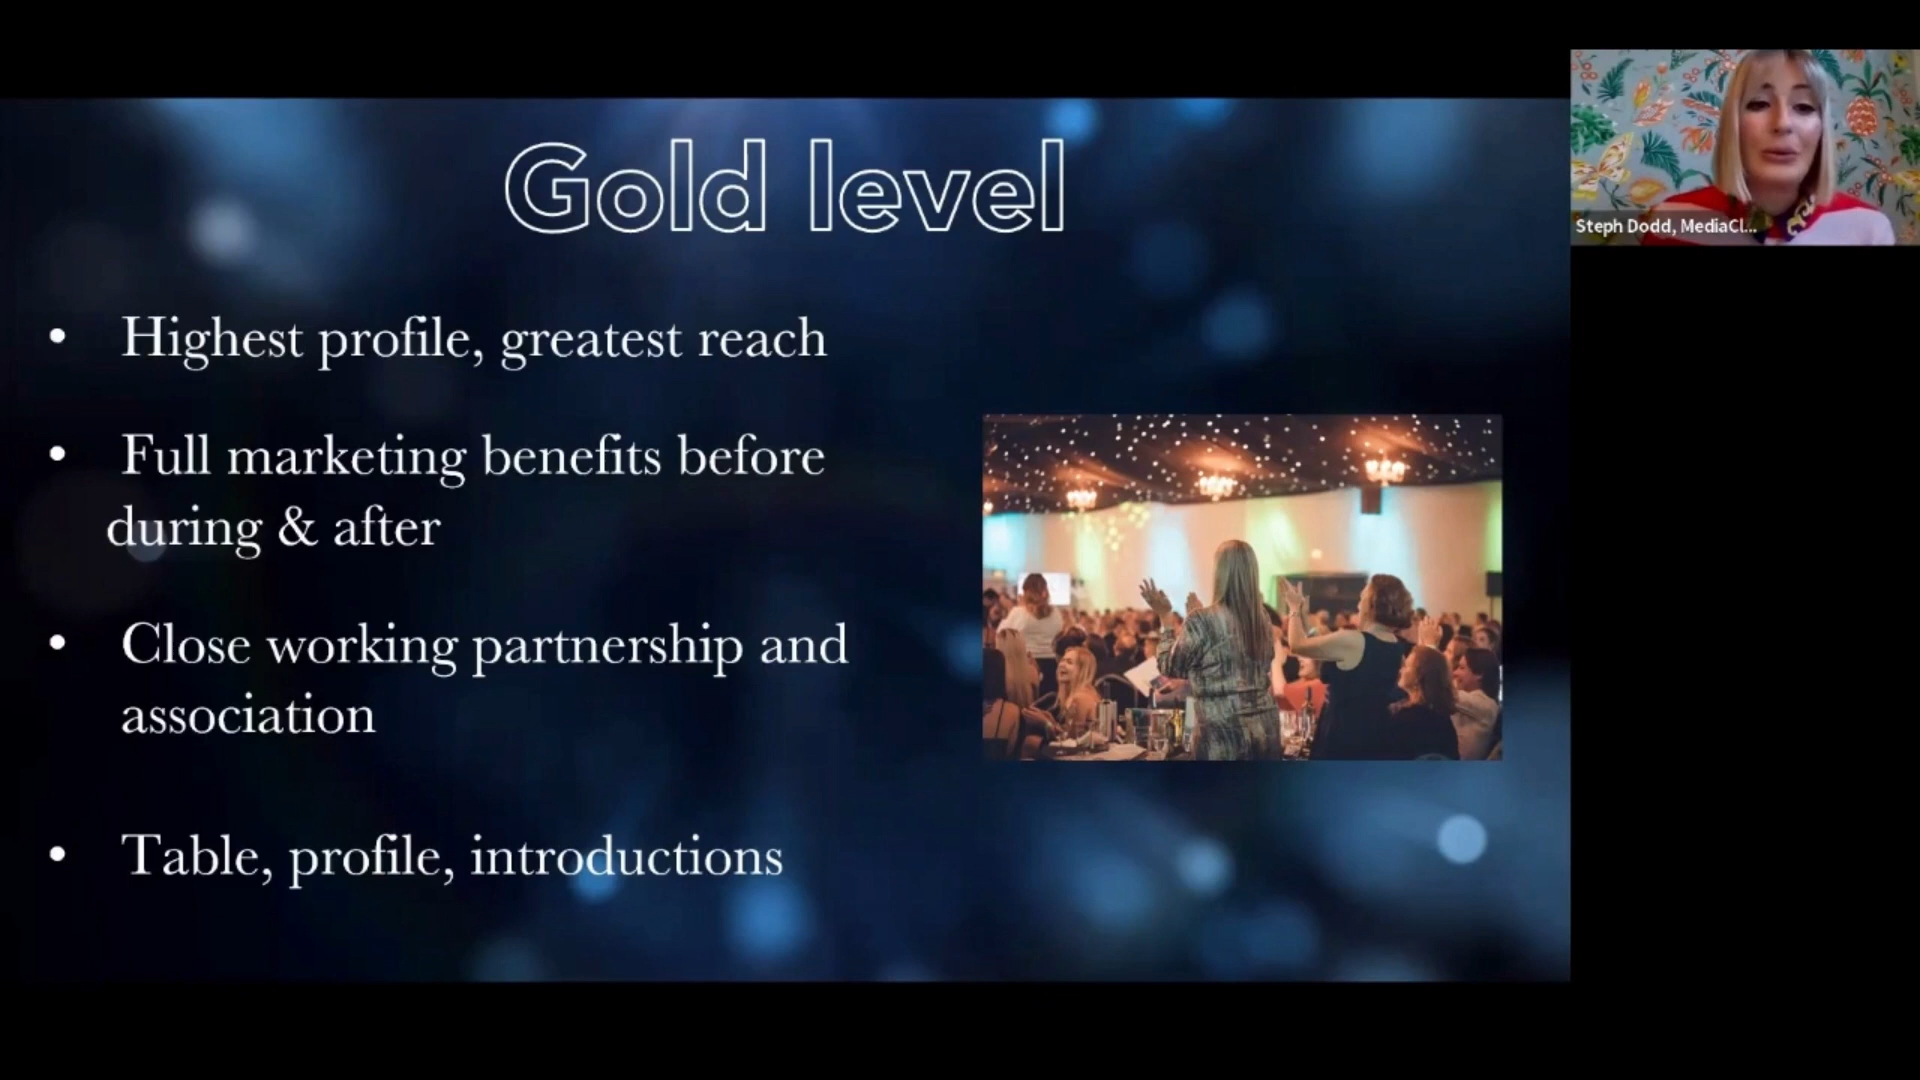 Gold level
• Highest profile, greatest reach
• Full marketing benefits before
during & after
• Close working partnership and
association
• Table, profile, introductions
Steph Dodd, MediaCl...